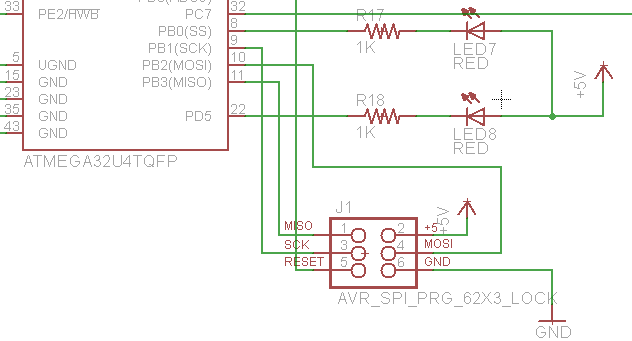 33
PE2/HWB
PC7
32
PB0(SS)
8
PB1(SCK)
9
5
UGND
PB2(MOSI)
10
15
GND
PB3(MISO)
11
23
GND
35
GND
PD5
22
43
GND
ATMEGA32U4TQFP
R17
1K
LED7
RED
R18
1K
LED8
RED
+5V
J1
+5V
MISO
1
2
+5
SCK
3
4
MOSI
RESET
5
6
GND
AVR_SPI_PRG_62X3_LOCK
GND